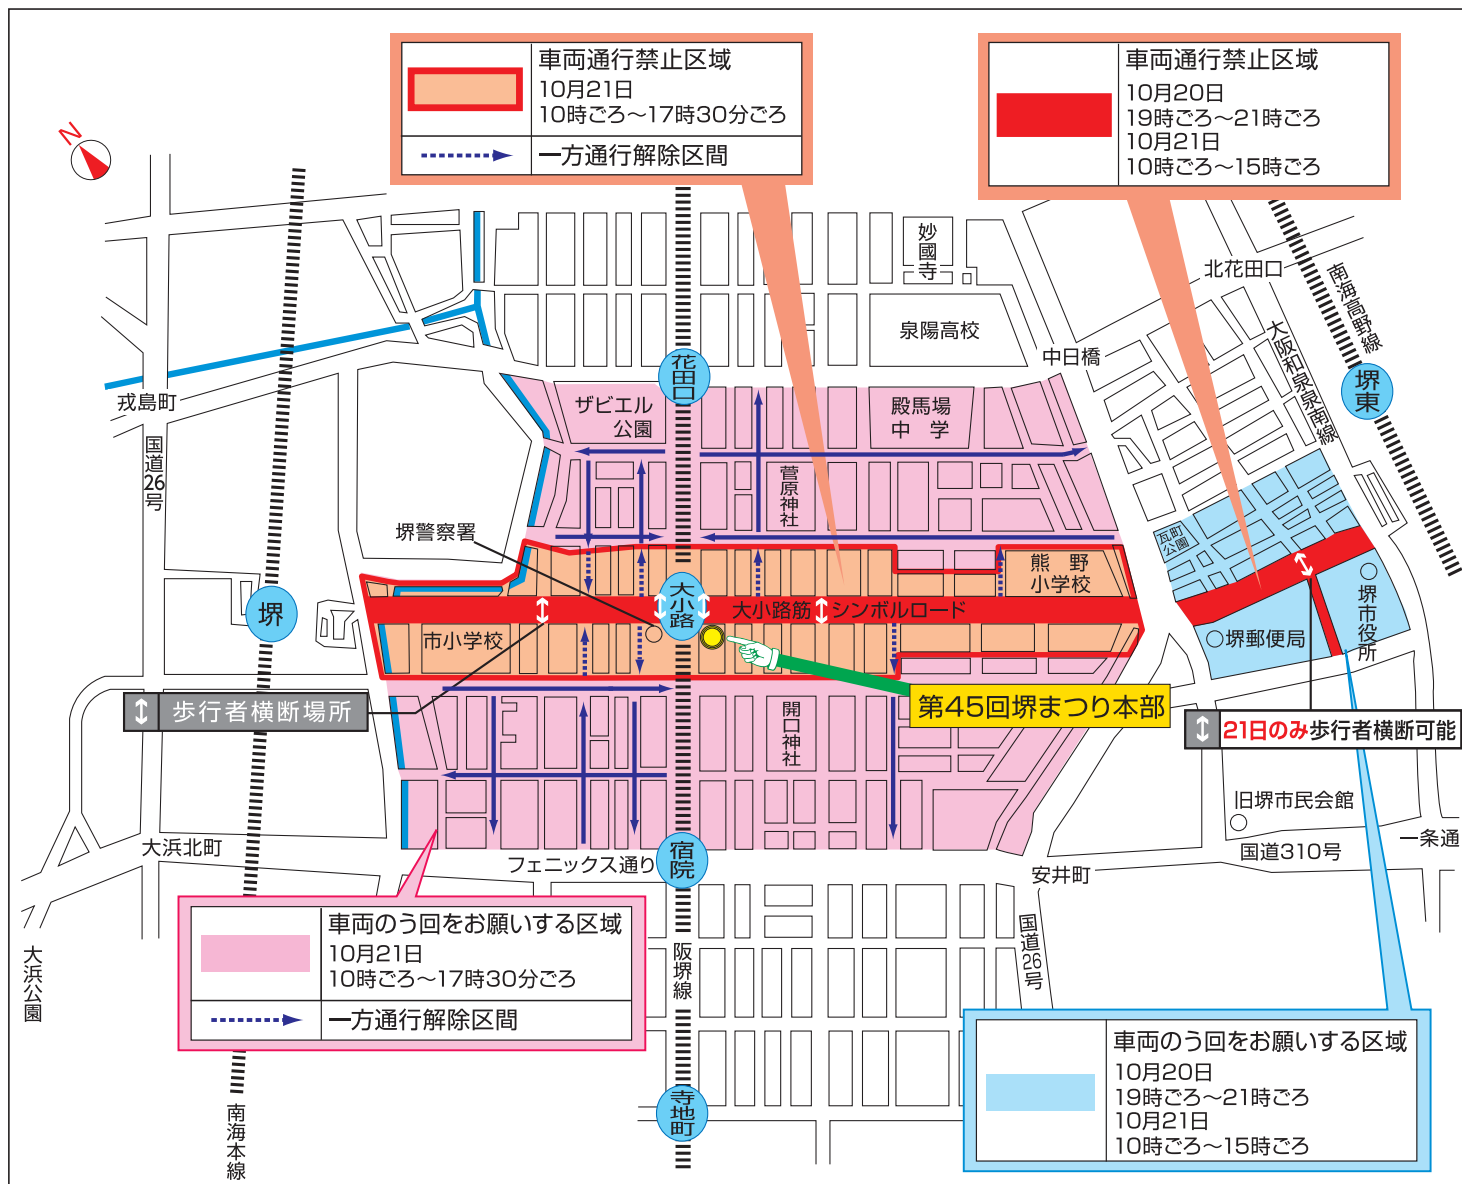 車両通行禁止区域
10月21日
10時ごろ～17時30分ごろ
一方通行解除区間
車両通行禁止区域
10月20日
19時ごろ～21時ごろ
10月21日
10時ごろ～15時ごろ
N
妙國寺
北花田口
南海高野線
泉陽高校
中日橋
大阪和泉泉南線
花田口
堺東
戎島町
ザビエル
公園
殿馬場
中学
国道26号
菅原神社
堺警察署
瓦町
公園
熊野
小学校
堺
大小路
大小路筋
シンボルロード
堺市役所
市小学校
堺郵便局
歩行者横断場所
開口神社
第45回堺まつり本部
21日のみ歩行者横断可能
旧堺市民会館
大浜北町
フェニックス通り
宿院
安井町
国道310号
一条通
大浜公園
車両のう回をお願いする区域
10月21日
10時ごろ～17時30分ごろ
一方通行解除区間
阪堺線
国道26号
車両のう回をお願いする区域
10月20日
19時ごろ～21時ごろ
10月21日
10時ごろ～15時ごろ
寺地町
南海本線